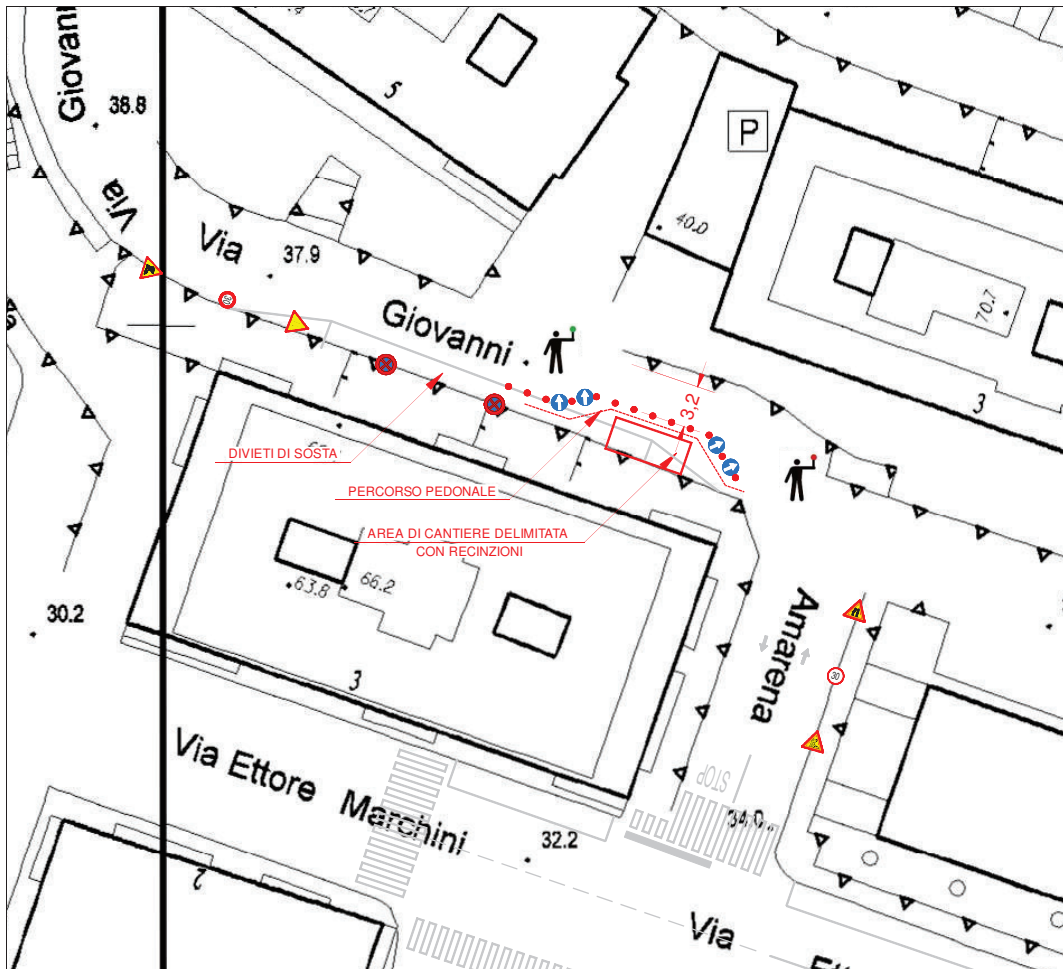 Giovanni
38.8
5
P
Via
Via
37.9
40.0
70.7
Giovanni
3,2
3
DIVIETI DI SOSTA
PERCORSO PEDONALE
AREA DI CANTIERE DELIMITATA
CON RECINZIONI
63.8
66.2
30.2
Amarena
30
3
Via Ettore Marchini
STOP
32.2
34.0
2
Via